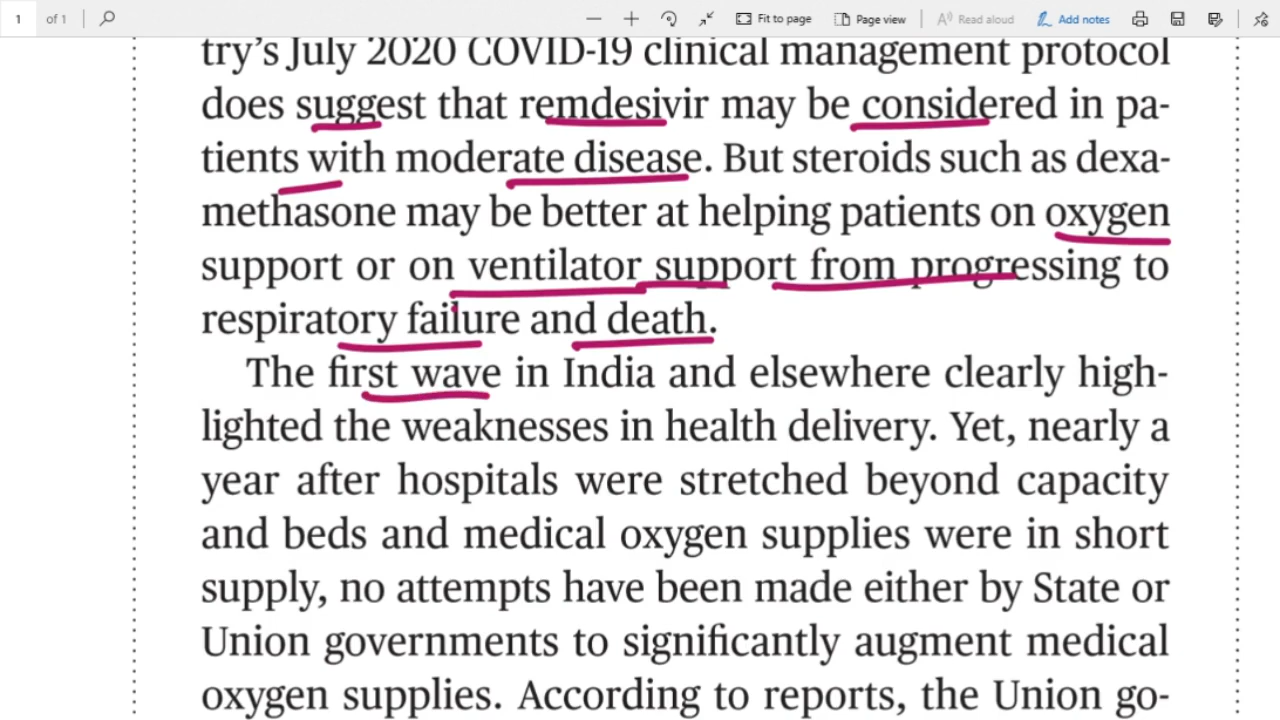 1 of 1 Fit to page Page view Read aloud Add notes
try's July 2020 COVID-19 clinical management protocol
does suggest that remdesivir may be considered in pa-
tients with moderate disease. But steroids such as dexa-
methasone may be better at helping patients on oxygen
support or on ventilator support from progressing to
respiratory failure and death.
The first wave in India and elsewhere clearly high-
lighted the weaknesses in health delivery. Yet, nearly a
year after hospitals were stretched beyond capacity
and beds and medical oxygen supplies were in short
supply, no attempts have been made either by State or
Union governments to significantly augment medical
oxygen supplies. According to reports, the Union go-